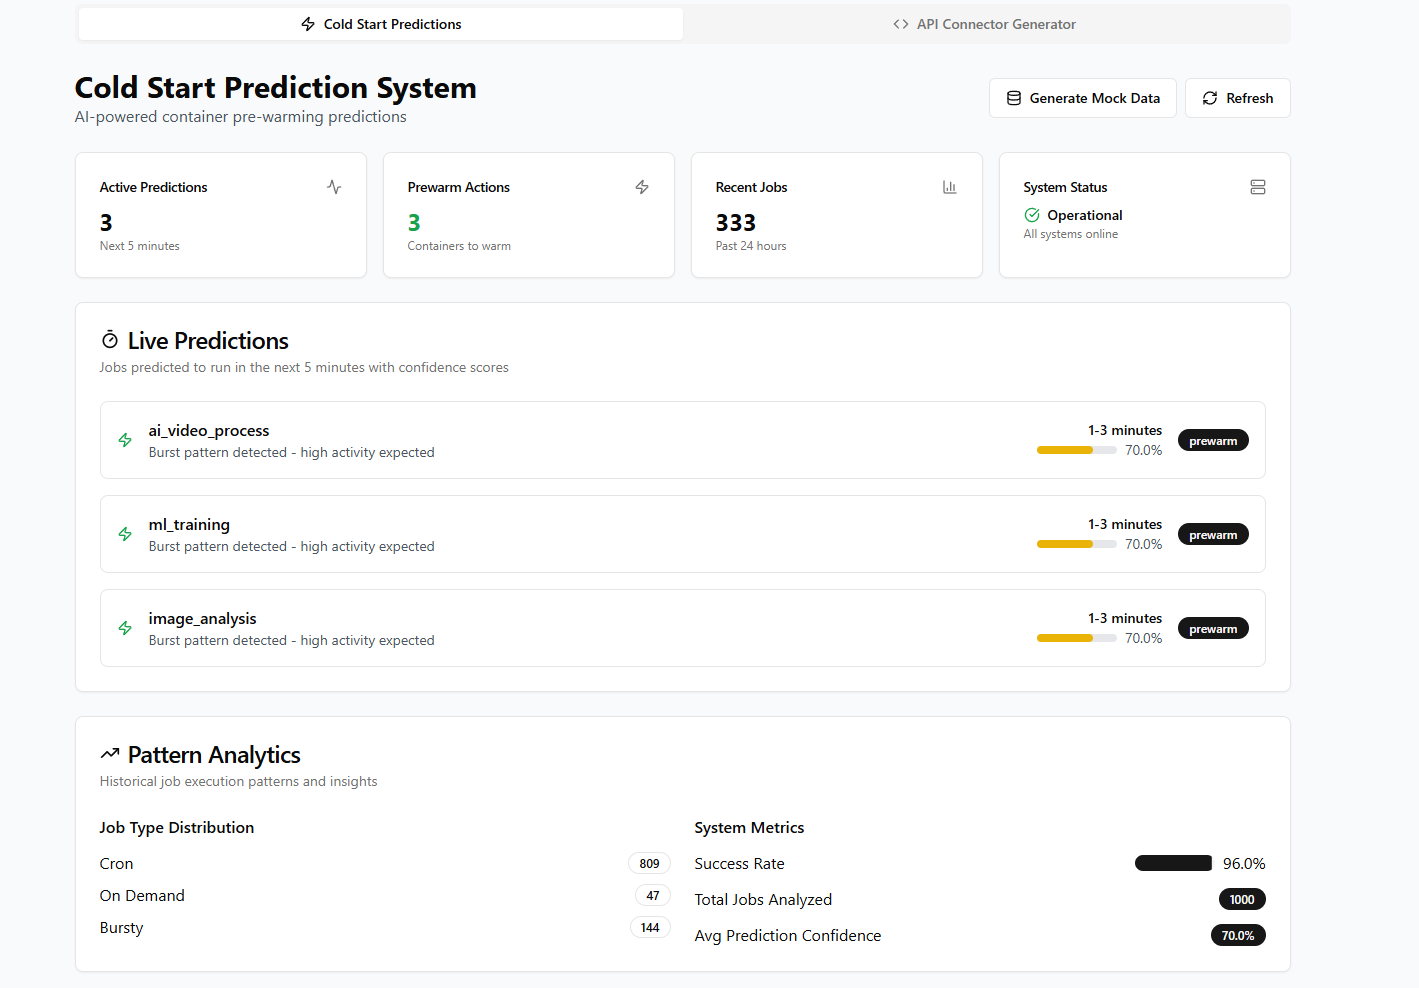 Cold Start Predictions
API Connector Generator
Cold Start Prediction System
AI-powered container pre-warming predictions
Generate Mock Data
Refresh
Active Predictions
3
Next 5 minutes
Prewarm Actions
3
Containers to warm
Recent Jobs
333
Past 24 hours
System Status
Operational
All systems online
Live Predictions
Jobs predicted to run in the next 5 minutes with confidence scores
ai_video_process
Burst pattern detected - high activity expected
1-3 minutes
70.0%
prewarm
ml_training
Burst pattern detected - high activity expected
1-3 minutes
70.0%
prewarm
image_analysis
Burst pattern detected - high activity expected
1-3 minutes
70.0%
prewarm
Pattern Analytics
Historical job execution patterns and insights
Job Type Distribution
Cron 809
On Demand 47
Bursty 144
System Metrics
Success Rate 96.0%
Total Jobs Analyzed 1000
Avg Prediction Confidence 70.0%